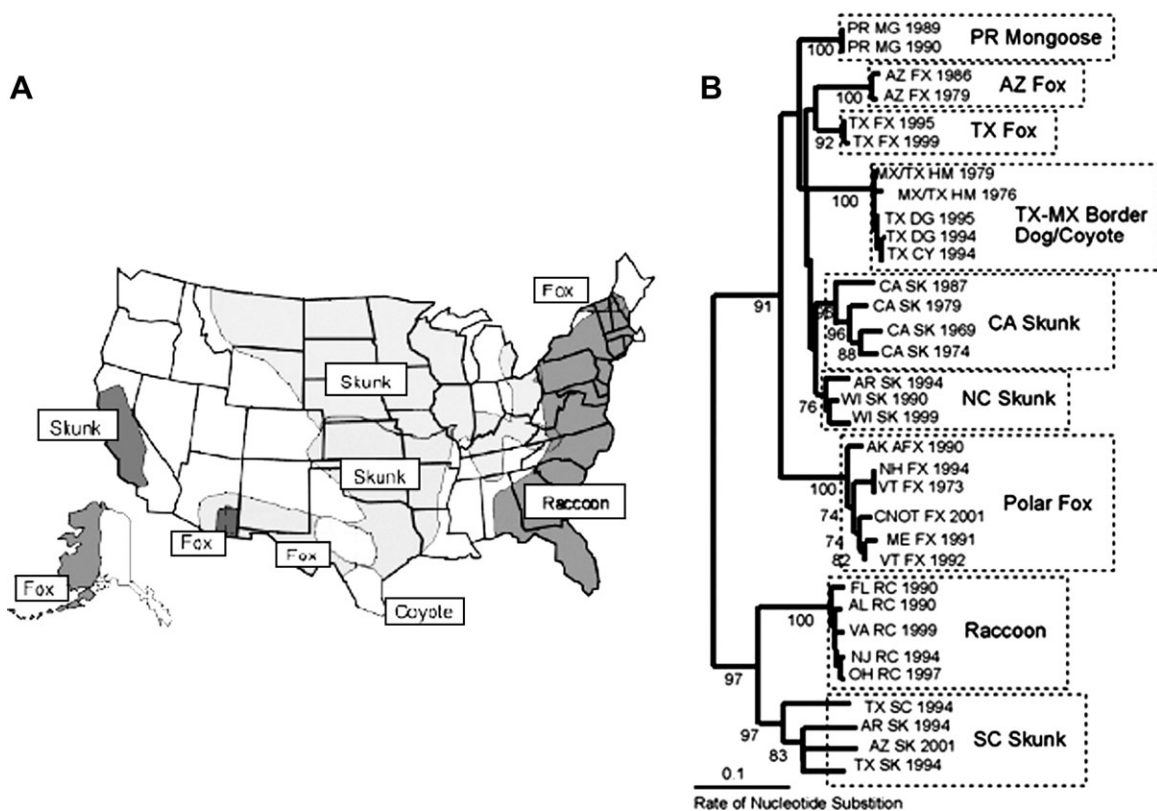 A
Fox
Skunk
Skunk
Skunk
Raccoon
Fox
Fox
Fox
Coyote
B
PR MG 1989
100
PR MG 1990
PR Mongoose
AZ FX 1986
100
AZ FX 1979
AZ Fox
TX FX 1995
92
TX FX 1999
TX Fox
MX/TX HM 1979
MX/TX HM 1976
100
TX DG 1995
TX DG 1994
TX CY 1994
TX-MX Border
Dog/Coyote
CA SK 1987
CA SK 1979
96
CA SK 1969
88
CA SK 1974
CA Skunk
91
AR SK 1994
76
WI SK 1990
WI SK 1999
NC Skunk
AK AFX 1990
NH FX 1994
100
VT FX 1973
74
CNOT FX 2001
74
ME FX 1991
82
VT FX 1992
Polar Fox
FL RC 1990
AL RC 1990
100
VA RC 1999
NJ RC 1994
OH RC 1997
Raccoon
97
TX SC 1994
97
AR SK 1994
83
AZ SK 2001
TX SK 1994
SC Skunk
0.1
Rate of Nucleotide Substition